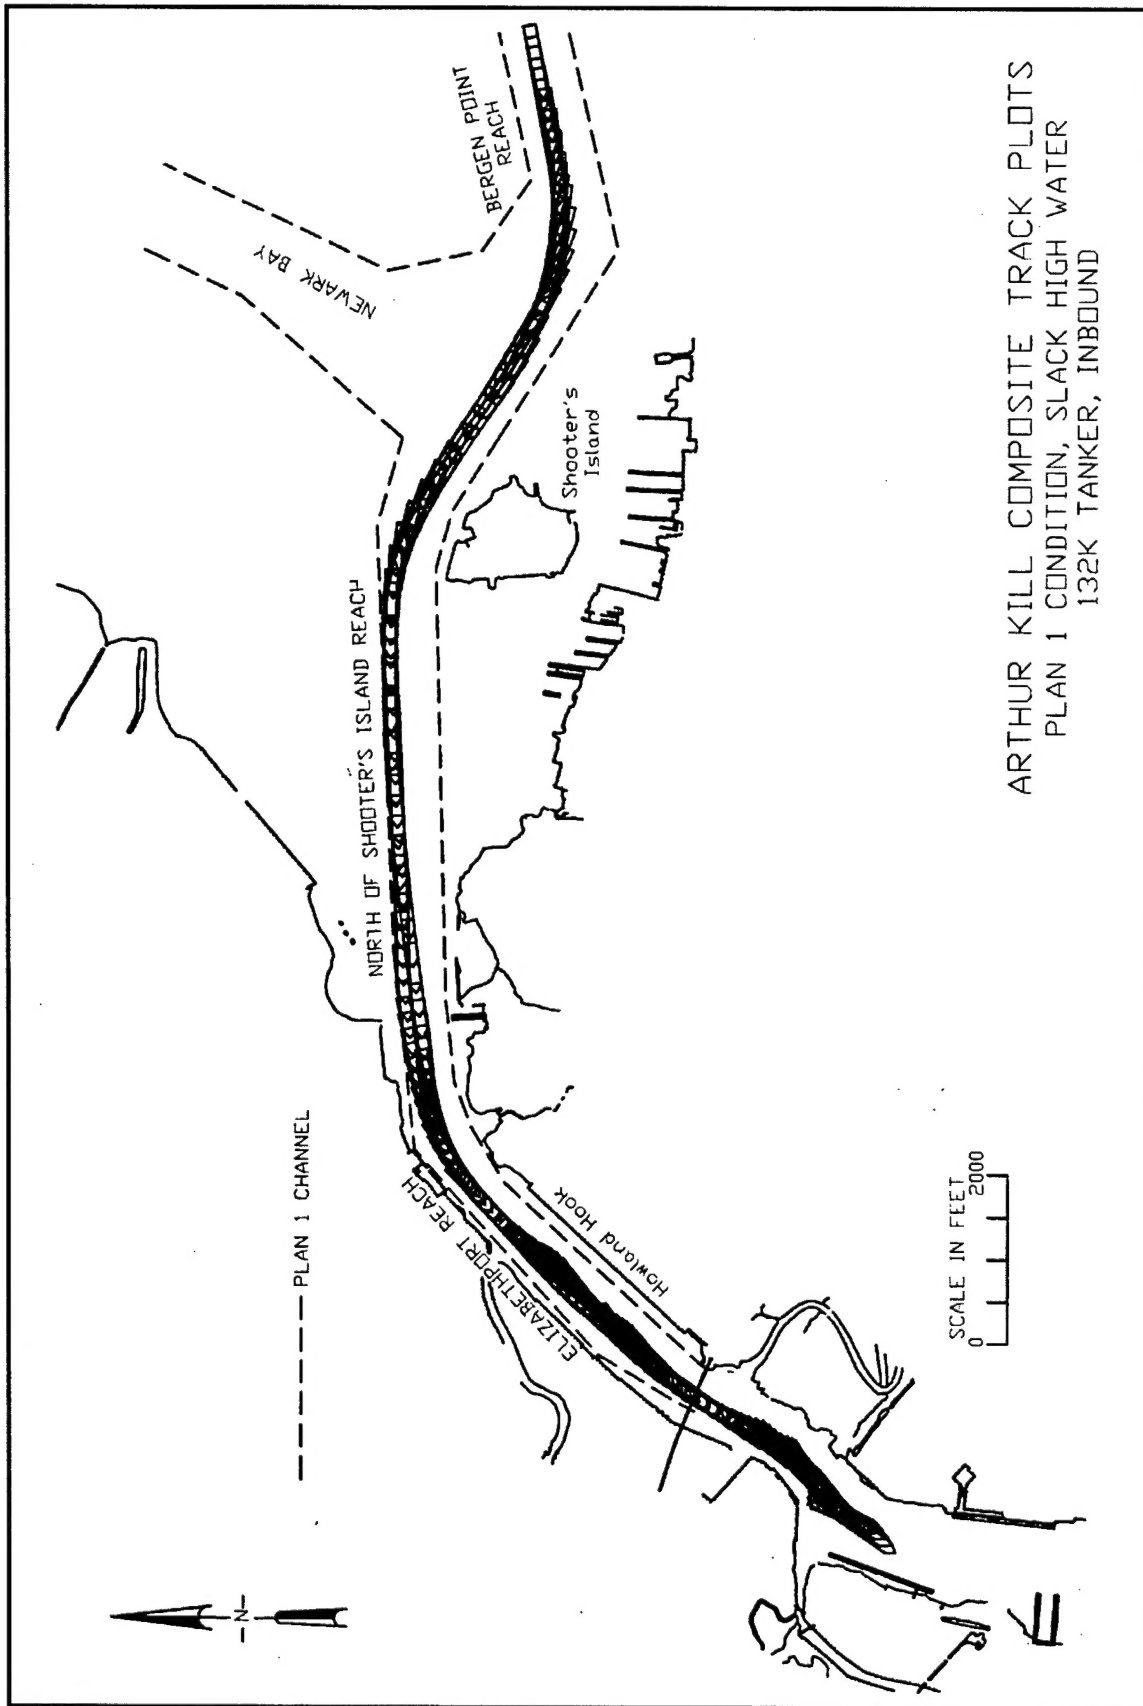 BERGEN POINT
REACH
NEWARK BAY
Shooter's
Island
NORTH OF SHOOTER'S ISLAND REACH
PLAN 1 CHANNEL
ELIZABETHPORT REACH
Howland Hook
SCALE IN FEET
0 2000
N
ARTHUR KILL COMPOSITE TRACK PLOTS
PLAN 1 CONDITION, SLACK HIGH WATER
132K TANKER, INBOUND